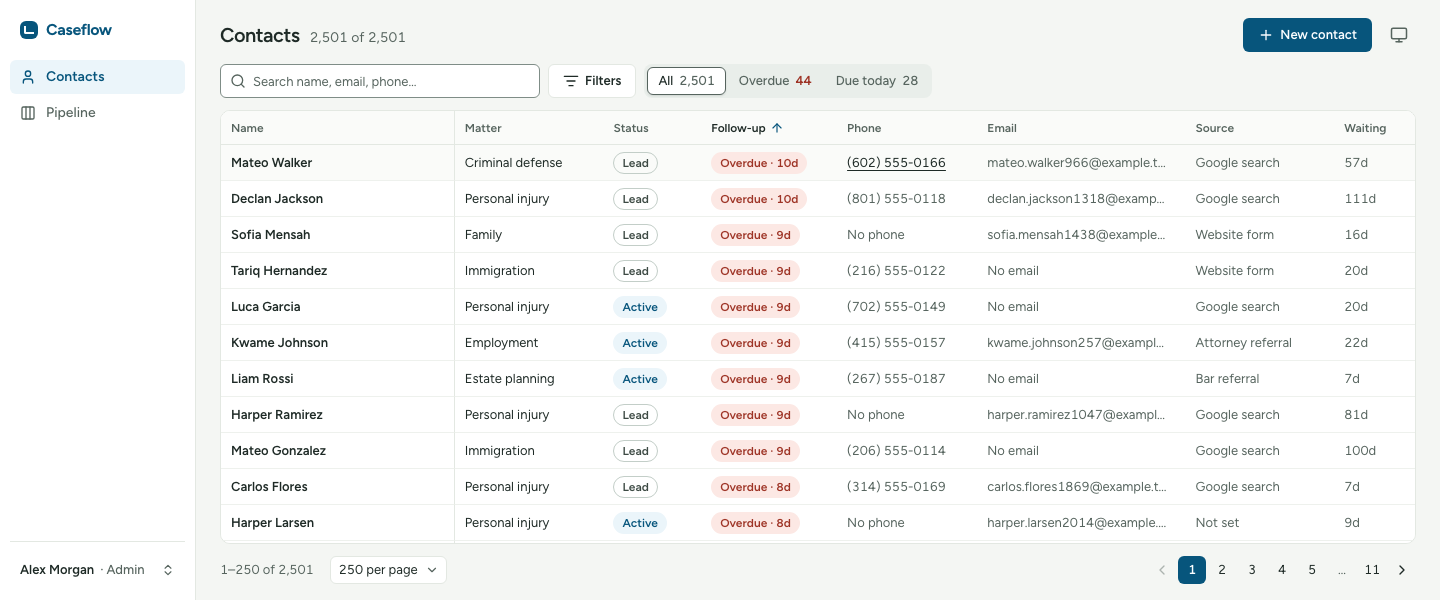 Caseflow
Contacts
Pipeline
Alex Morgan · Admin
Contacts 2,501 of 2,501
New contact
Search name, email, phone...
Filters
All 2,501
Overdue 44
Due today 28
Name Matter Status Follow-up Phone Email Source Waiting
Mateo Walker Criminal defense Lead Overdue · 10d (602) 555-0166 mateo.walker966@example.t... Google search 57d
Declan Jackson Personal injury Lead Overdue · 10d (801) 555-0118 declan.jackson1318@examp... Google search 111d
Sofia Mensah Family Lead Overdue · 9d No phone sofia.mensah1438@example... Website form 16d
Tariq Hernandez Immigration Lead Overdue · 9d (216) 555-0122 No email Website form 20d
Luca Garcia Personal injury Active Overdue · 9d (702) 555-0149 No email Google search 20d
Kwame Johnson Employment Active Overdue · 9d (415) 555-0157 kwame.johnson257@exampl... Attorney referral 22d
Liam Rossi Estate planning Active Overdue · 9d (267) 555-0187 No email Bar referral 7d
Harper Ramirez Personal injury Lead Overdue · 9d No phone harper.ramirez1047@exampl... Google search 81d
Mateo Gonzalez Immigration Lead Overdue · 9d (206) 555-0114 No email Google search 100d
Carlos Flores Personal injury Lead Overdue · 8d (314) 555-0169 carlos.flores1869@example.t... Google search 7d
Harper Larsen Personal injury Active Overdue · 8d No phone harper.larsen2014@example.... Not set 9d
1–250 of 2,501
250 per page
1 2 3 4 5 ... 11